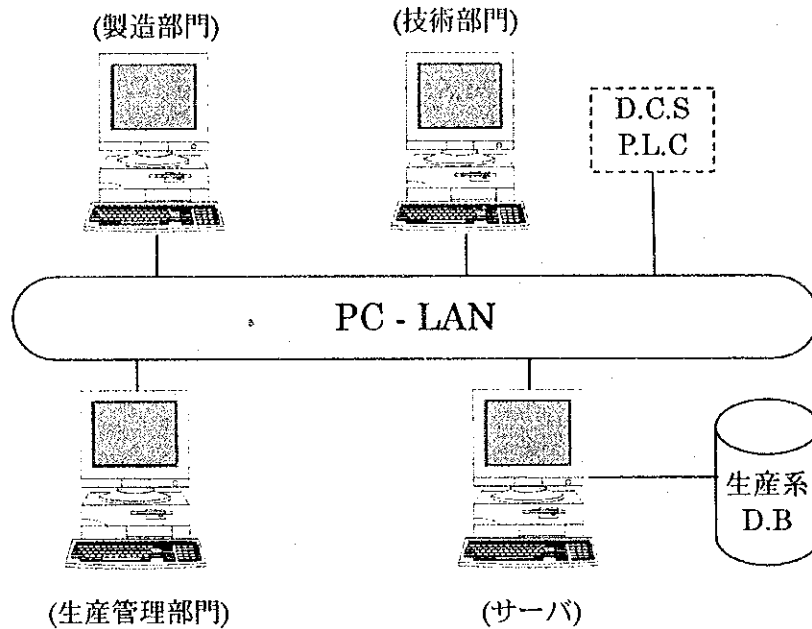 (製造部門)
(技術部門)
D.C.S
P.L.C
PC - LAN
生産系
D.B
(生産管理部門)
(サーバ)